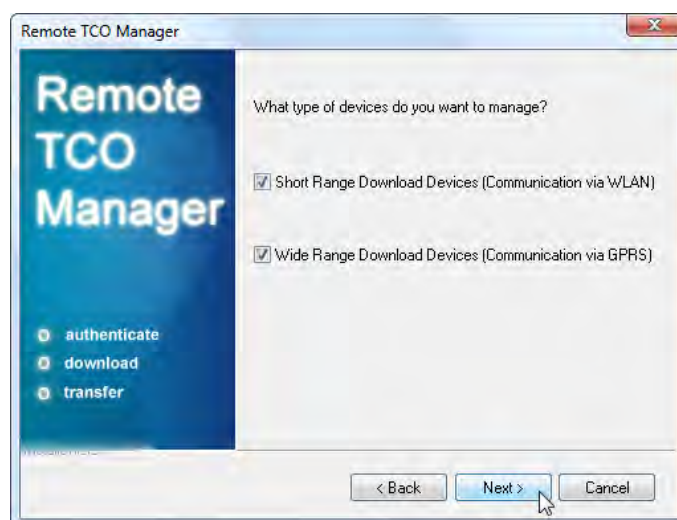 Remote TCO Manager
Remote
TCO
Manager
What type of devices do you want to manage?
Short Range Download Devices (Communication via WLAN)
Wide Range Download Devices (Communication via GPRS)
authenticate
download
transfer
< Back
Next >
Cancel